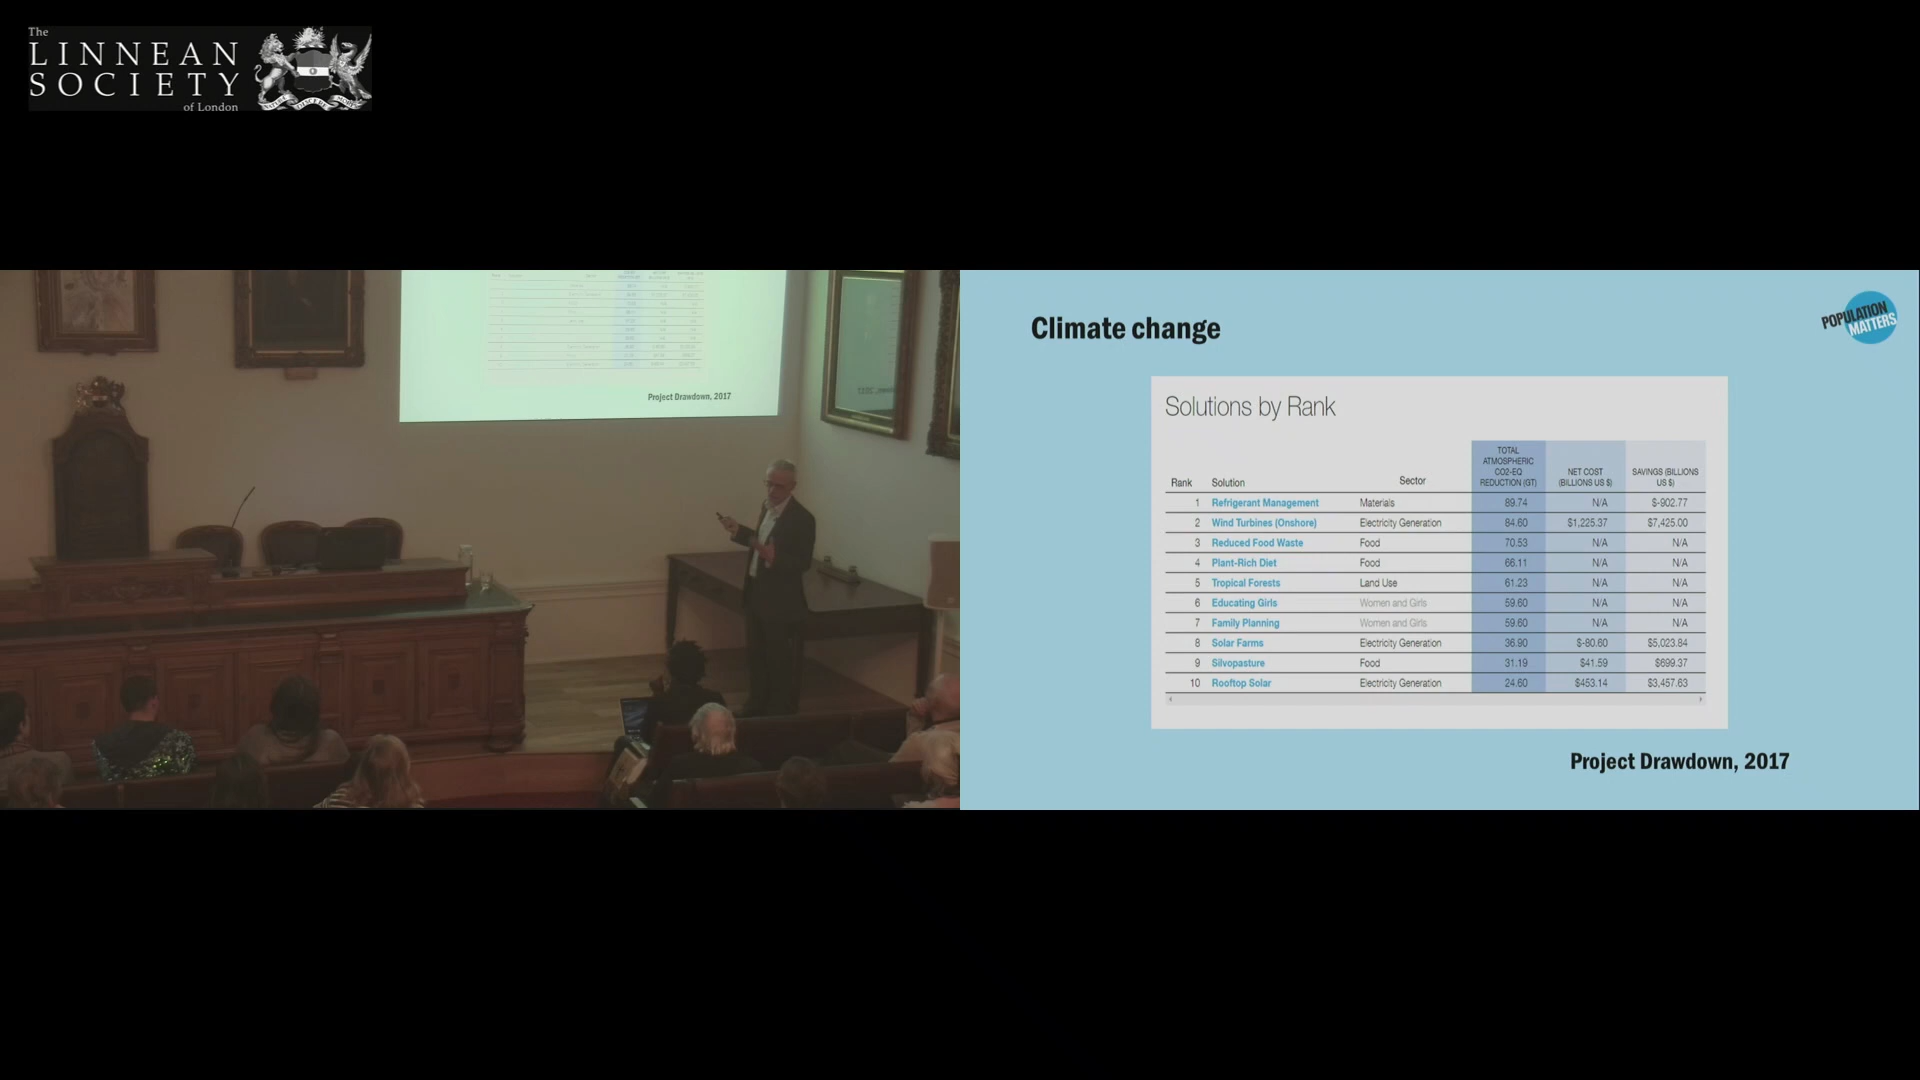 The
LINNEAN
SOCIETY
of London
Project Drawdown, 2017
Climate change
POPULATION
MATTERS
Solutions by Rank
Rank Solution Sector TOTAL ATMOSPHERIC CO2-EQ REDUCTION (GT) NET COST (BILLIONS US $) SAVINGS (BILLIONS US $)
1 Refrigerant Management Materials 89.74 N/A $-902.77
2 Wind Turbines (Onshore) Electricity Generation 84.60 $1,225.37 $7,425.00
3 Reduced Food Waste Food 70.53 N/A N/A
4 Plant-Rich Diet Food 66.11 N/A N/A
5 Tropical Forests Land Use 61.23 N/A N/A
6 Educating Girls Women and Girls 59.60 N/A N/A
7 Family Planning Women and Girls 59.60 N/A N/A
8 Solar Farms Electricity Generation 36.90 $-80.60 $5,023.84
9 Silvopasture Food 31.19 $41.59 $699.37
10 Rooftop Solar Electricity Generation 24.60 $453.14 $3,457.63
Project Drawdown, 2017